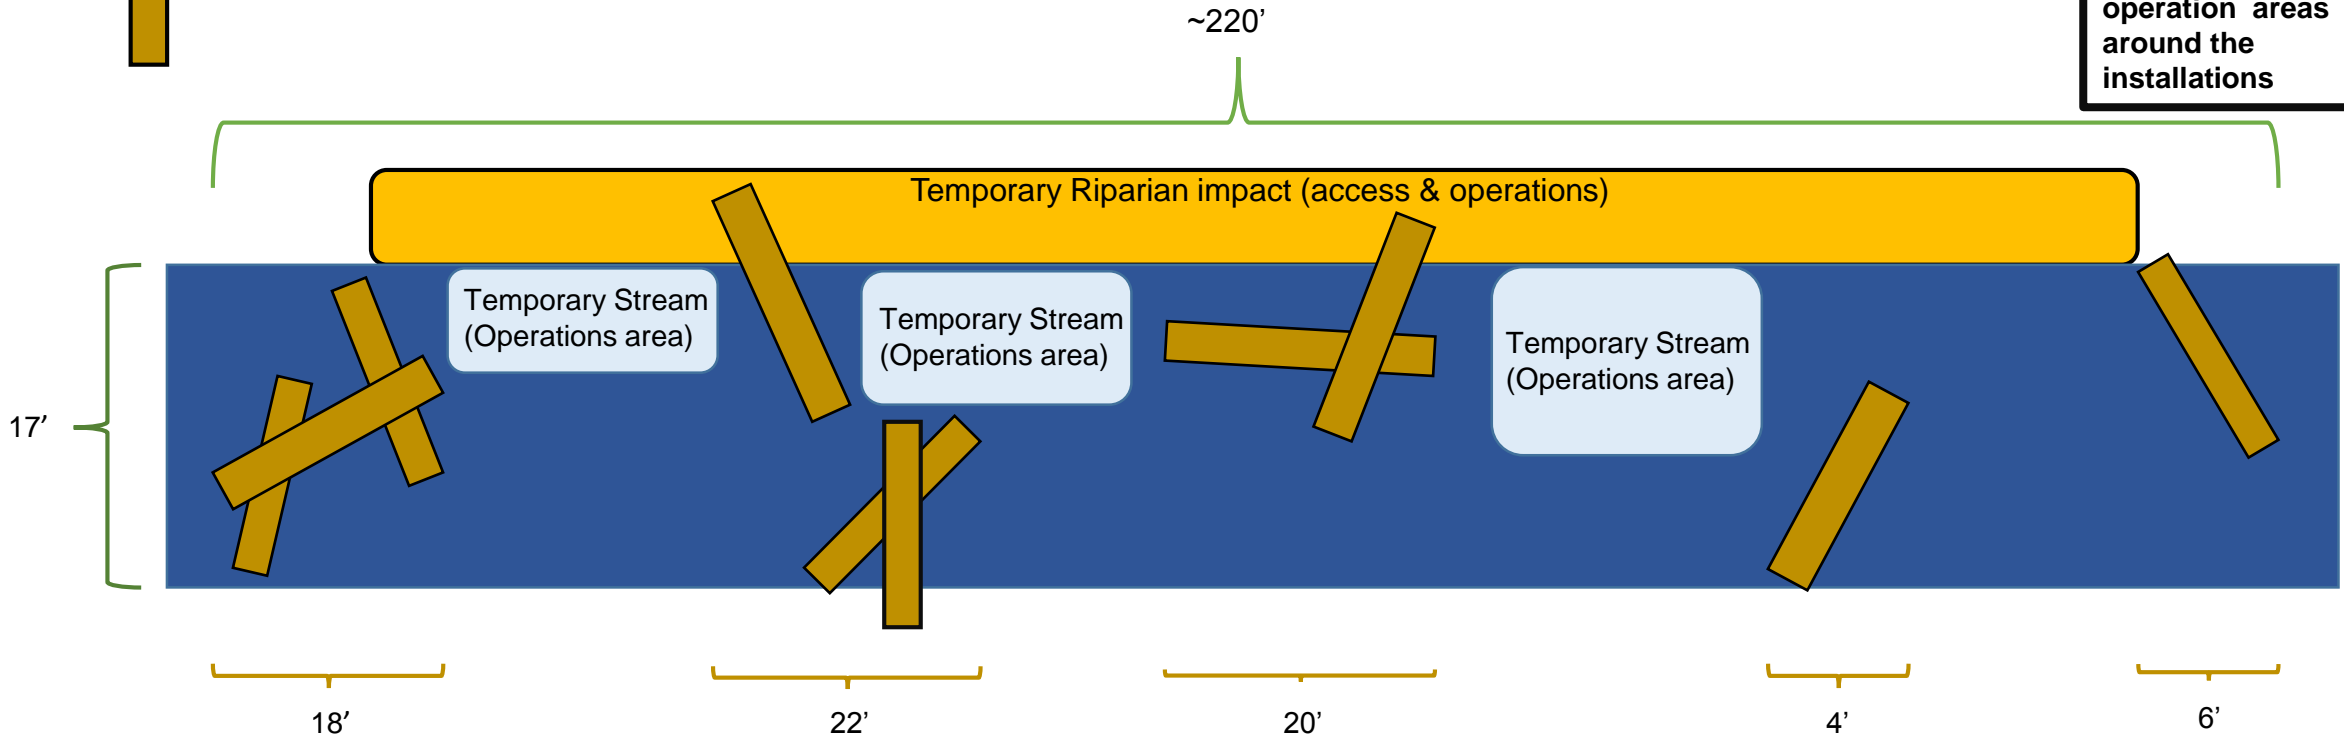 ~220’
operation areas
around the
installations
Temporary Riparian impact (access & operations)
Temporary Stream
(Operations area)
Temporary Stream
(Operations area)
Temporary Stream
(Operations area)
17’
18’
22’
20’
4’
6’